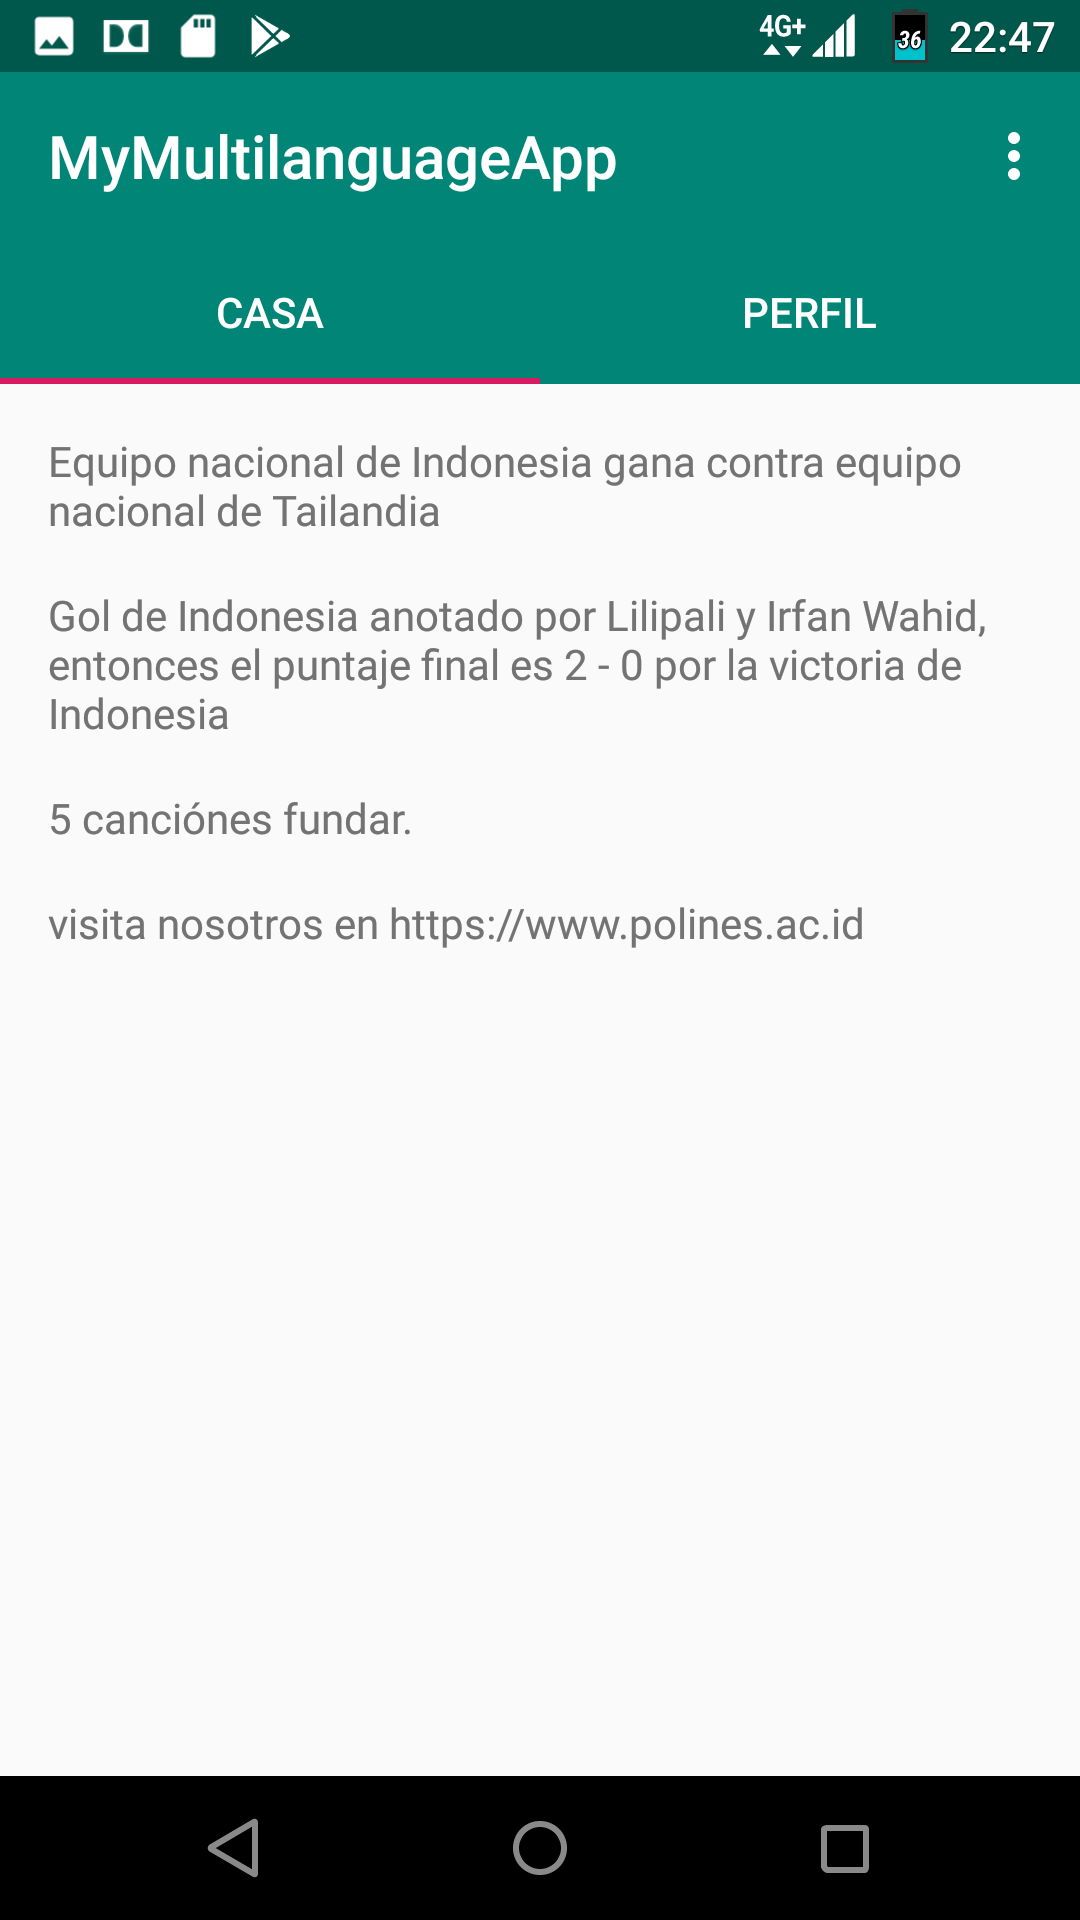 4G+ 36 22:47
MyMultilanguageApp
CASA PERFIL
Equipo nacional de Indonesia gana contra equipo
nacional de Tailandia
Gol de Indonesia anotado por Lilipali y Irfan Wahid,
entonces el puntaje final es 2 - 0 por la victoria de
Indonesia
5 canciónes fundar.
visita nosotros en https://www.polines.ac.id